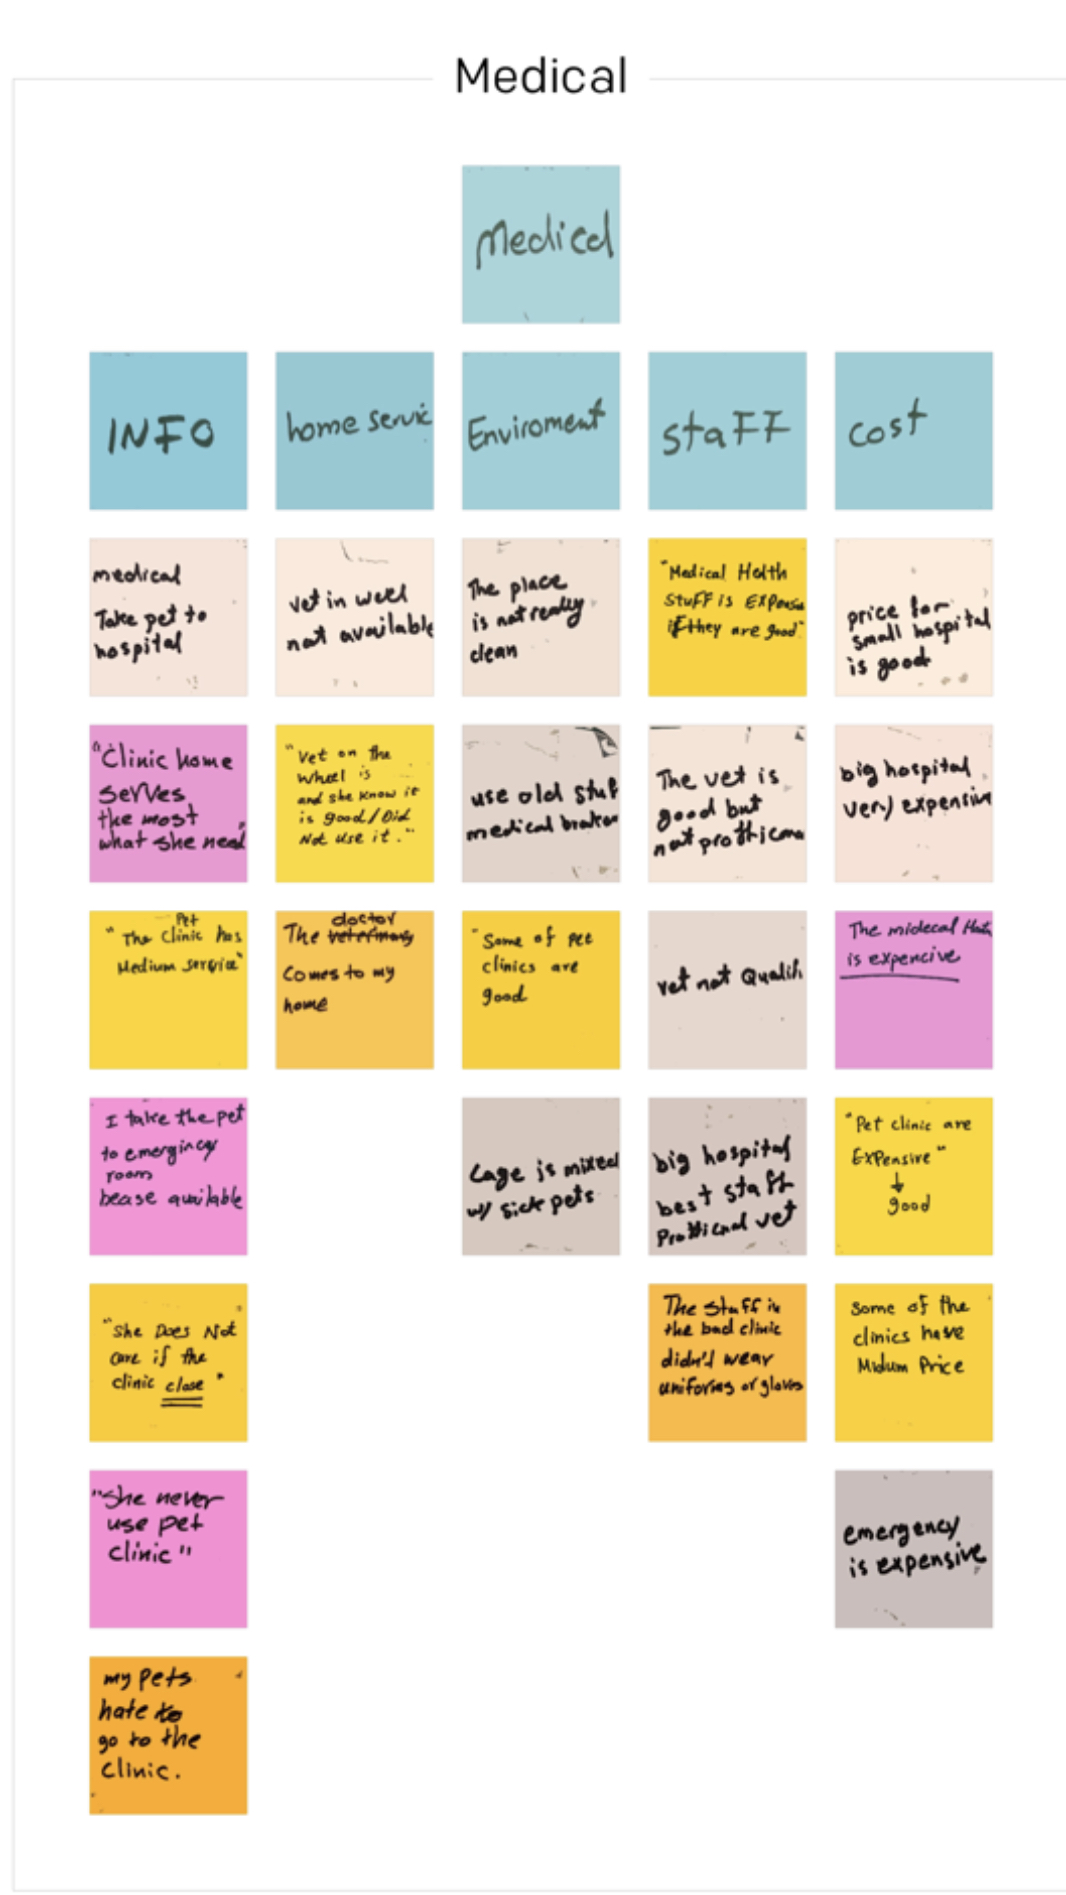 Medical
Medical
INFO
home servic
Enviroment
staFF
cost
medical
Take pet to
hospital
vet in weel
not available
The place
is not really
clean
"Medical Helth
StuFF is EXPensive
if they are good"
price for
small hospital
is good
"Clinic home
serves
the most
what she need"
"Vet on the
wheel is
and she know it
is good/Did
Not use it."
use old stuf
medical broken
The vet is
good but
not
big hospital
very expensive
Pet
"The Clinic has
Medium service"
doctor
The veterinary
comes to my
home
"Some of Pet
clinics are
good
vet not Qualifi
The midecal Helth
is expencive
I take the pet
to emergincy
room
bease available
Cage is mixed
w/ sick pets
big hospital
best staff
vet
"Pet clinic are
EXPensive"
↓
good
"She Does Not
care if the
clinic close"
The staff in
the bad clinic
didn't wear
uniforms or gloves
Some of the
clinics have
Midum Price
"She never
use pet
clinic"
emergency
is expensive
my pets
hate to
go to the
clinic.